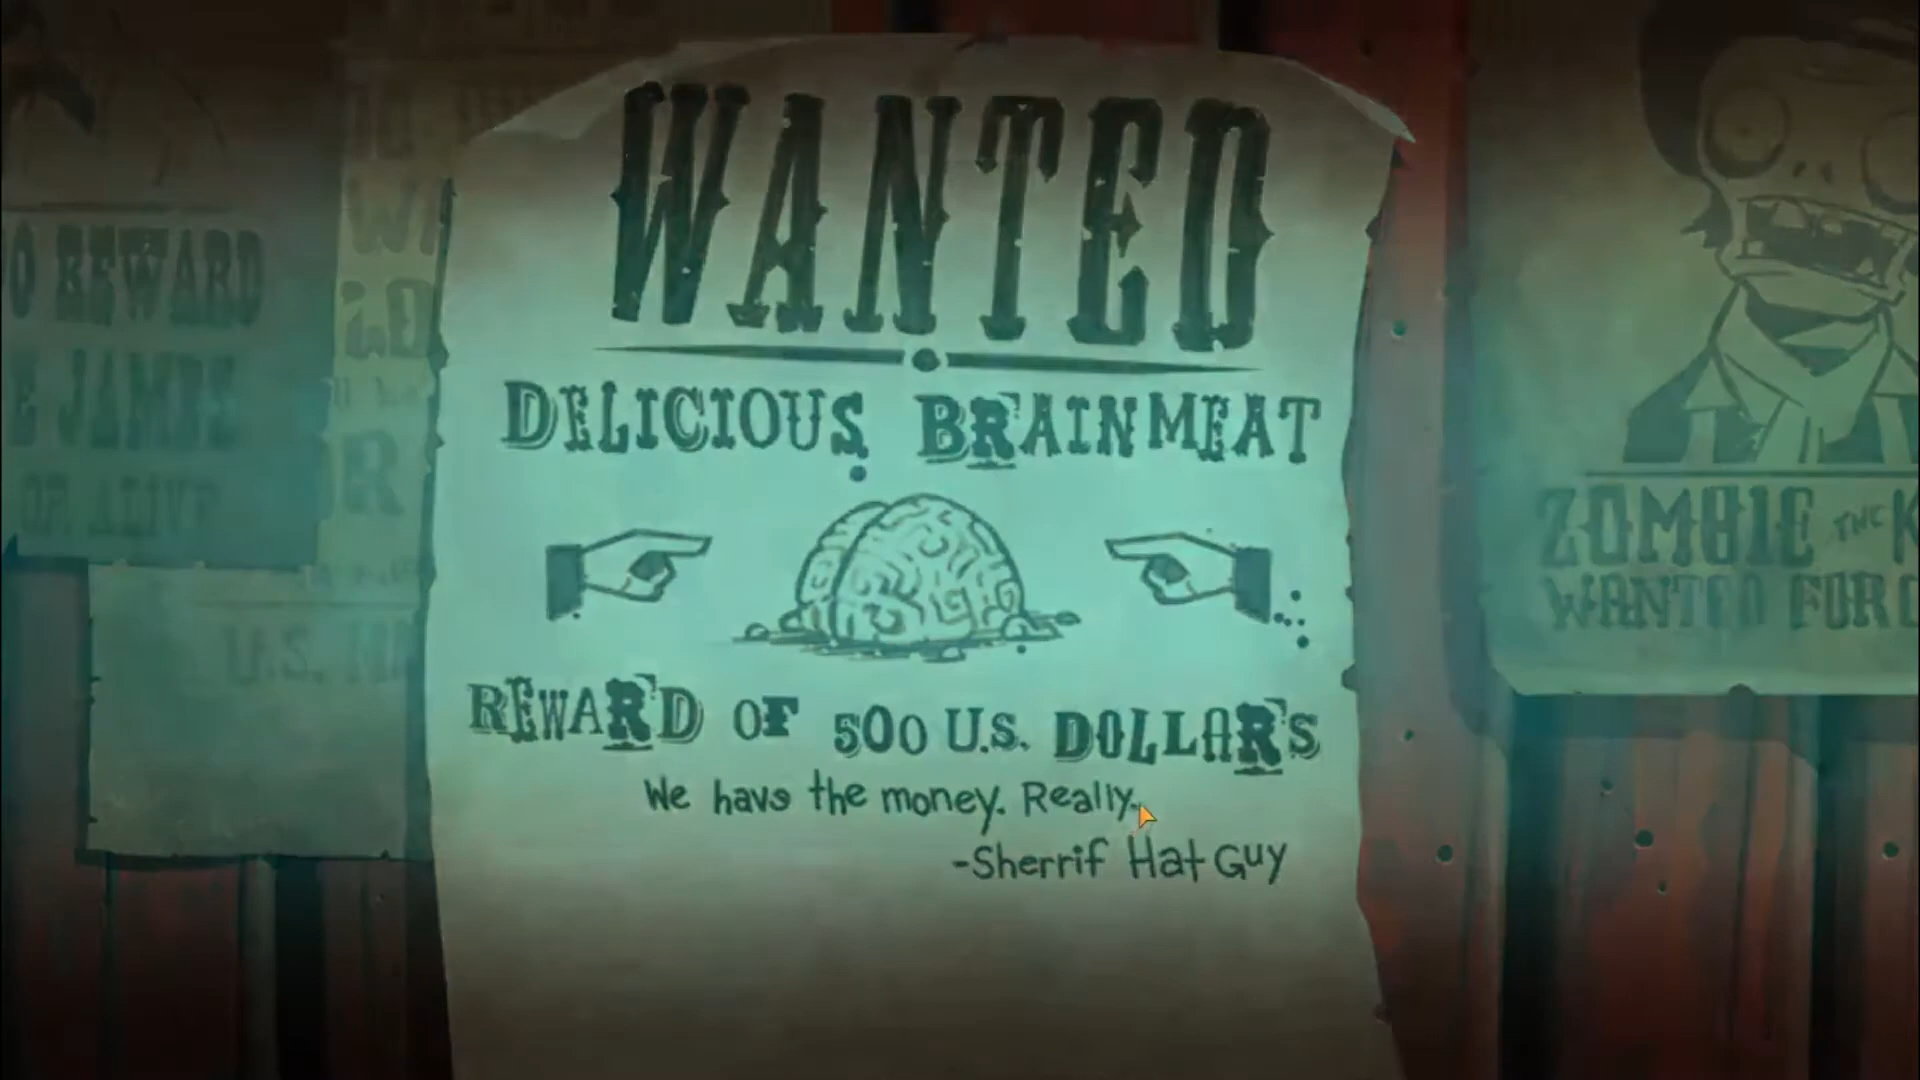 WANTED
DELICIOUS BRAINMEAT
REWARD OF 500 U.S. DOLLARS
We have the money. Really.
-Sherrif Hat Guy
REWARD
JAMES
OR ALIVE
U.S.
ZOMBIE THE
WANTED FOR